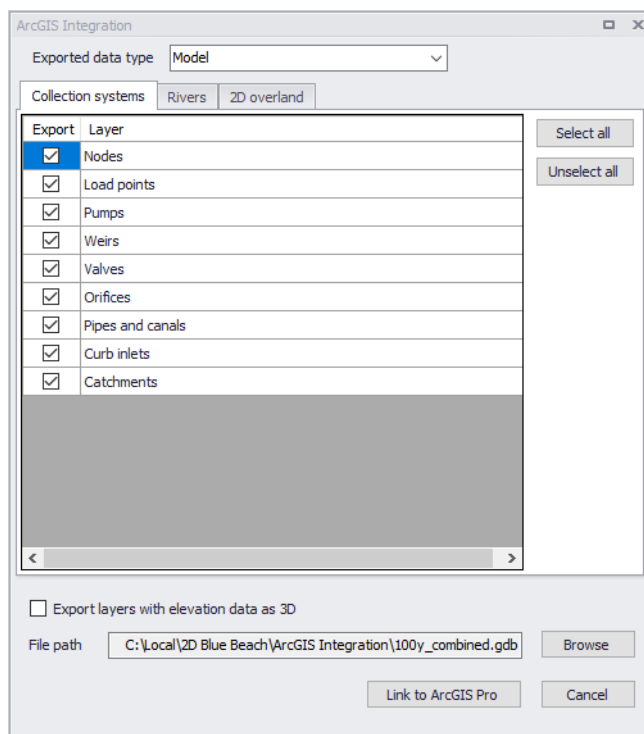 ArcGIS Integration
Exported data type Model
Collection systems Rivers 2D overland
Export Layer
Select all
Nodes
Unselect all
Load points
Pumps
Weirs
Valves
Orifices
Pipes and canals
Curb inlets
Catchments
Export layers with elevation data as 3D
File path C:\Local\2D Blue Beach\ArcGIS Integration\100y_combined.gdb Browse
Link to ArcGIS Pro Cancel